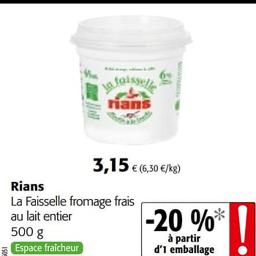 la faisselle
rians
3,15 € (6,30 €/kg)
Rians
La Faisselle fromage frais
au lait entier
500 g
Espace fraîcheur
-20 %*
à partir
d'1 emballage
!